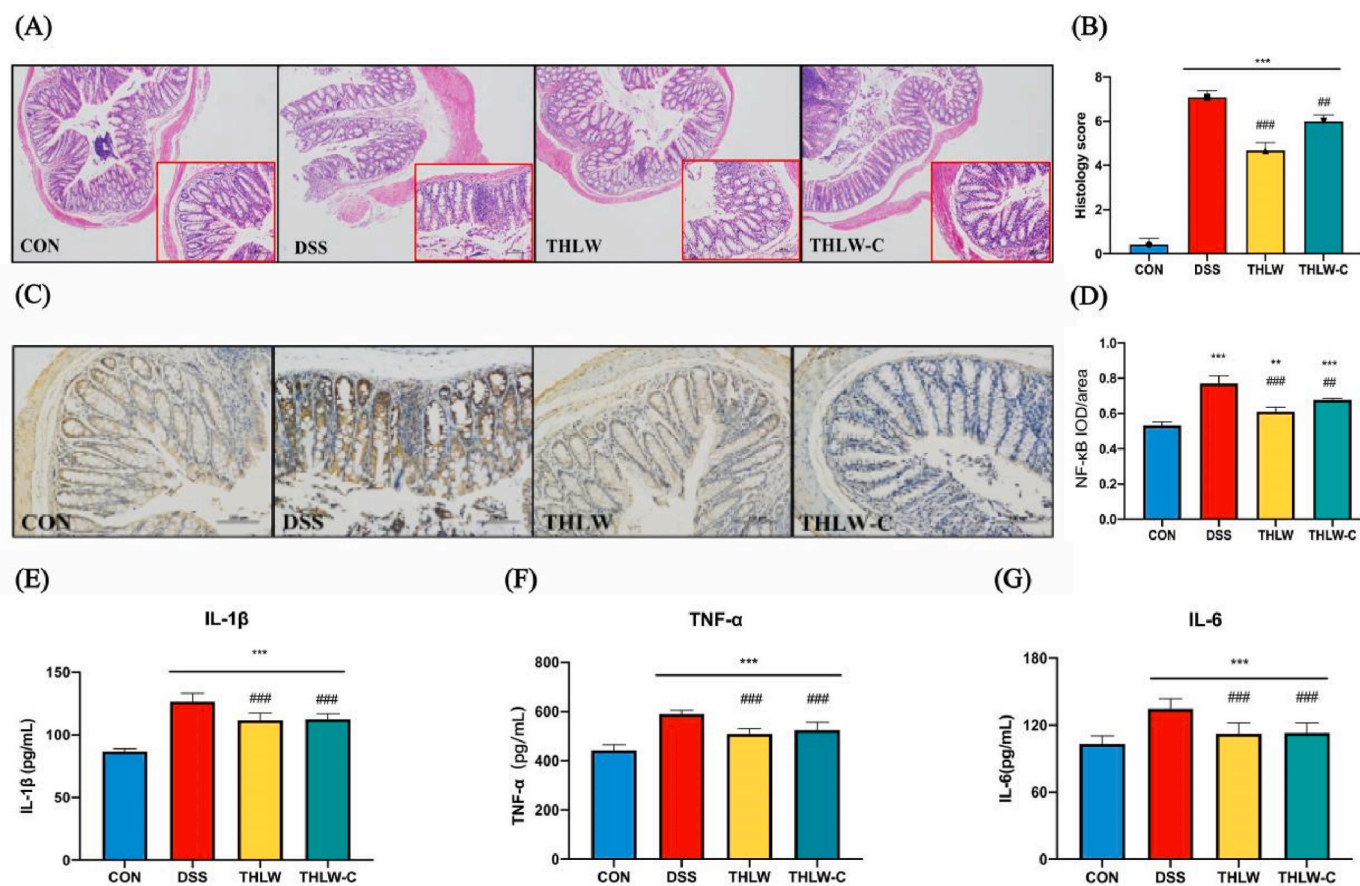 (A)
CON
DSS
THLW
THLW-C
(B)
***
###
##
Histology score
8
6
4
2
0
CON
DSS
THLW
THLW-C
(C)
CON
DSS
THLW
THLW-C
(D)
***
**
***
###
##
NF-κB IOD/area
1.0
0.8
0.6
0.4
0.2
0.0
CON
DSS
THLW
THLW-C
(E)
IL-1β
***
###
###
IL-1β (pg/mL)
150
100
50
0
CON
DSS
THLW
THLW-C
(F)
TNF-α
***
###
###
TNF-α (pg/mL)
800
600
400
200
0
CON
DSS
THLW
THLW-C
(G)
IL-6
***
###
###
IL-6(pg/mL)
180
120
60
0
CON
DSS
THLW
THLW-C